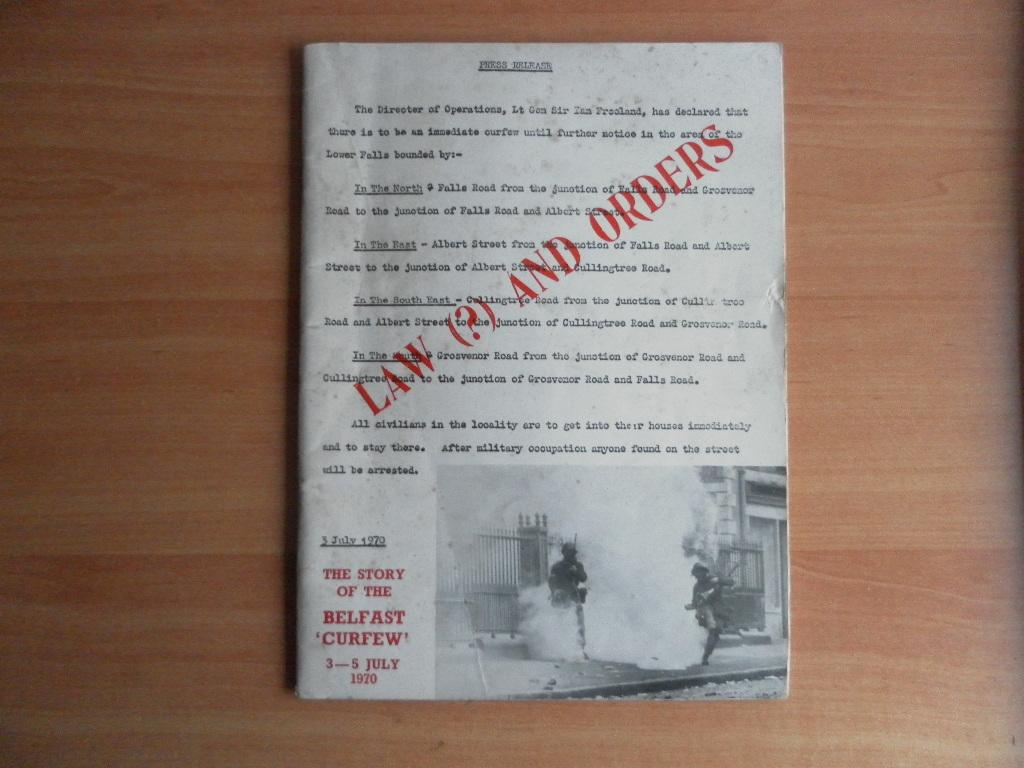 PRESS RELEASE
The Director of Operations, Lt Gen Sir Ian Freeland, has declared that
there is to be an immediate curfew until further notice in the area of the
Lower Falls bounded by:-
In The North - Falls Road from the junction of Falls Road and Grosvenor
Road to the junction of Falls Road and Albert Street.
In The East - Albert Street from the junction of Falls Road and Albert
Street to the junction of Albert Street and Cullingtree Road.
In The South East - Cullingtree Road from the junction of Cullingtree
Road and Albert Street to the junction of Cullingtree Road and Grosvenor Road.
In The South - Grosvenor Road from the junction of Grosvenor Road and
Cullingtree Road to the junction of Grosvenor Road and Falls Road.
All civilians in the locality are to get into their houses immediately
and to stay there. After military occupation anyone found on the street
will be arrested.
LAW (?) AND ORDERS
3 July 1970
THE STORY
OF THE
BELFAST
'CURFEW'
3—5 JULY
1970